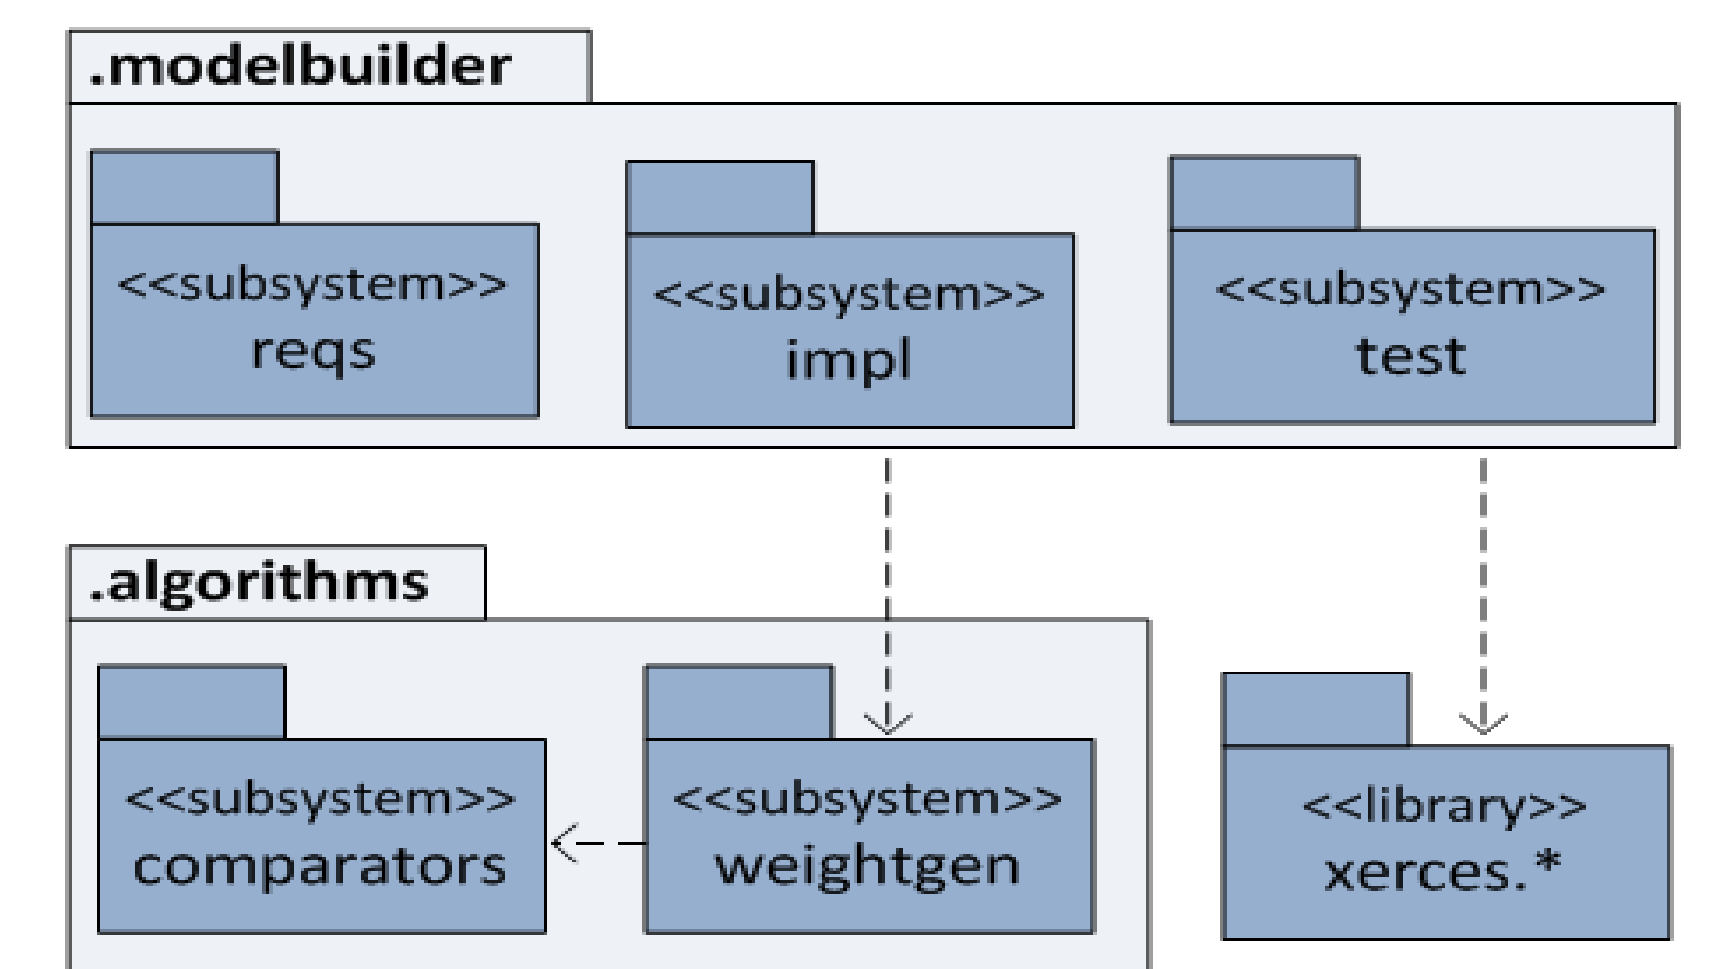 .modelbuilder
<<subsystem>>
reqs
<<subsystem>>
impl
<<subsystem>>
test
.algorithms
<<subsystem>>
comparators
<<subsystem>>
weightgen
<<library>>
xerces.*